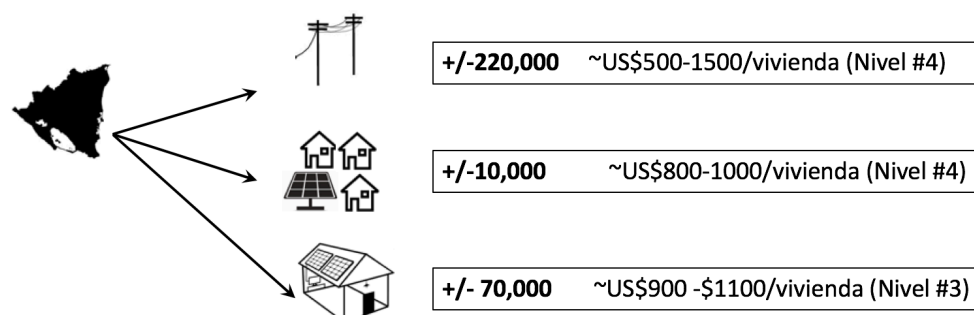 +/-220,000 ~US$500-1500/vivienda (Nivel #4)
+/-10,000 ~US$800-1000/vivienda (Nivel #4)
+/- 70,000 ~US$900 -$1100/vivienda (Nivel #3)